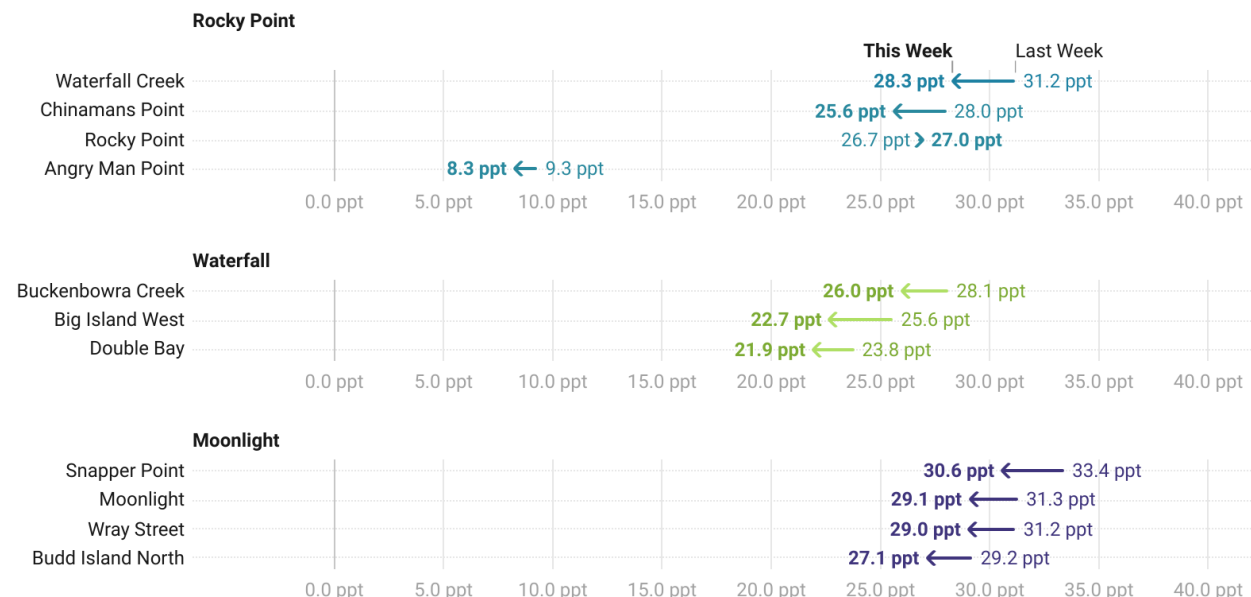 Rocky Point
This Week Last Week
Waterfall Creek 28.3 ppt 31.2 ppt
Chinamans Point 25.6 ppt 28.0 ppt
Rocky Point 26.7 ppt 27.0 ppt
Angry Man Point 8.3 ppt 9.3 ppt
0.0 ppt 5.0 ppt 10.0 ppt 15.0 ppt 20.0 ppt 25.0 ppt 30.0 ppt 35.0 ppt 40.0 ppt
Waterfall
Buckenbowra Creek 26.0 ppt 28.1 ppt
Big Island West 22.7 ppt 25.6 ppt
Double Bay 21.9 ppt 23.8 ppt
0.0 ppt 5.0 ppt 10.0 ppt 15.0 ppt 20.0 ppt 25.0 ppt 30.0 ppt 35.0 ppt 40.0 ppt
Moonlight
Snapper Point 30.6 ppt 33.4 ppt
Moonlight 29.1 ppt 31.3 ppt
Wray Street 29.0 ppt 31.2 ppt
Budd Island North 27.1 ppt 29.2 ppt
0.0 ppt 5.0 ppt 10.0 ppt 15.0 ppt 20.0 ppt 25.0 ppt 30.0 ppt 35.0 ppt 40.0 ppt